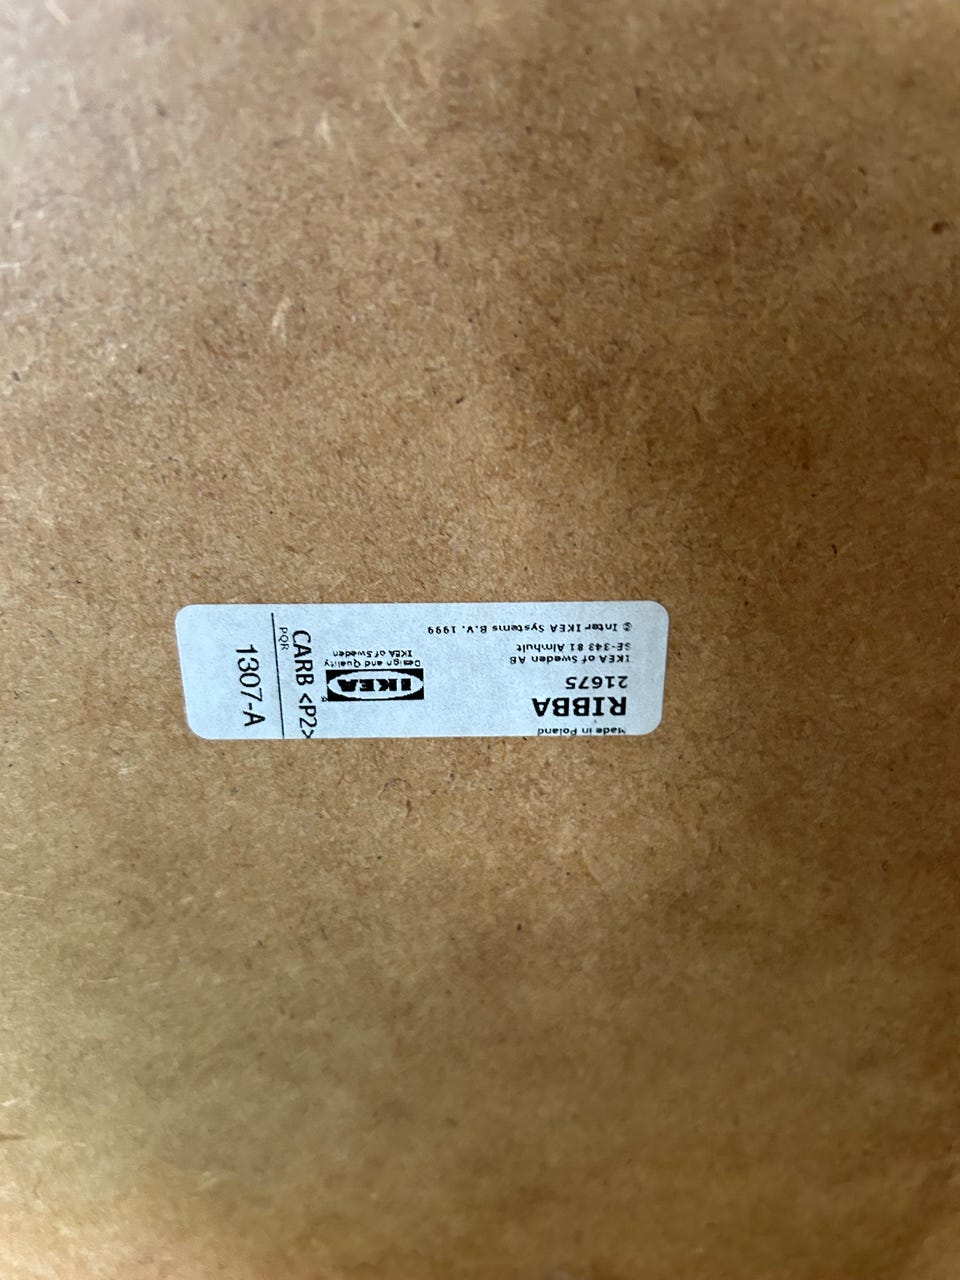 Made in Poland
RIBBA
21675
IKEA of Sweden AB
SE-343 81 Älmhult
© Inter IKEA Systems B.V. 1999
IKEA
®
Design and Quality
IKEA of Sweden
CARB <P2>
PQR
1307-A